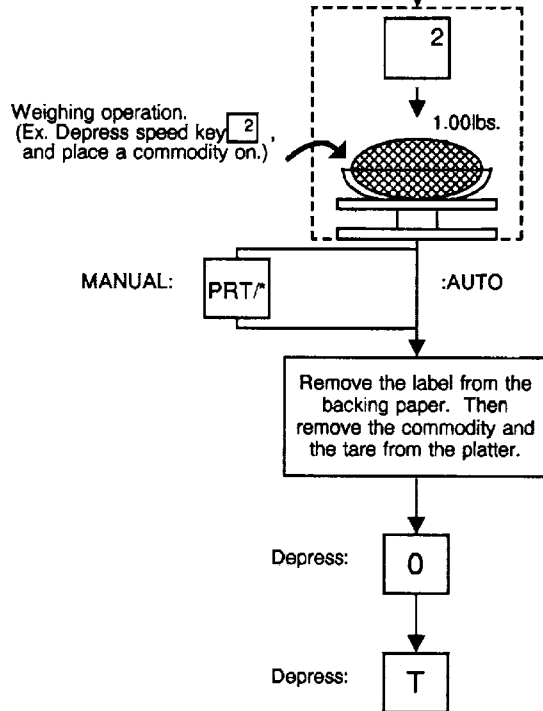 2
1.00lbs.
Weighing operation.
(Ex. Depress speed key 2 ,
and place a commodity on.)
MANUAL:
PRT/*
:AUTO
Remove the label from the
backing paper. Then
remove the commodity and
the tare from the platter.
Depress:
0
Depress:
T